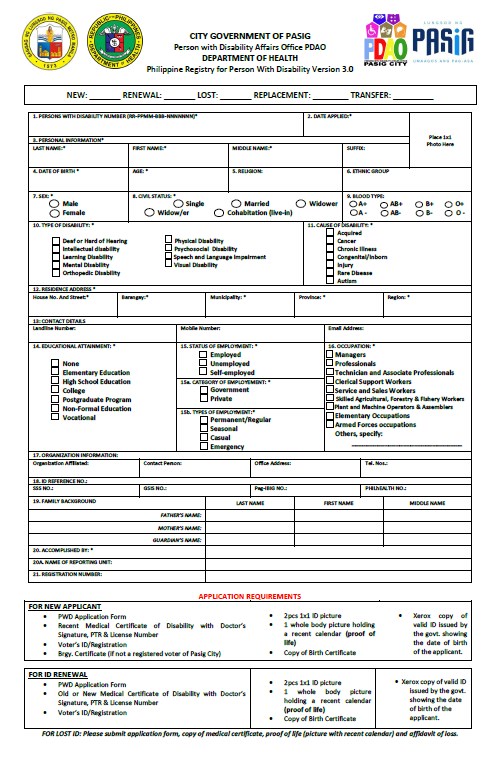 CITY GOVERNMENT OF PASIG
Person with Disability Affairs Office PDAO
DEPARTMENT OF HEALTH
Philippine Registry for Person With Disability Version 3.0
PDAO
PASIG CITY
LUNGSOD NG
PASIG
UMAAGOS ANG PAG-ASA
NEW: ______ RENEWAL: ______ LOST: ______ REPLACEMENT: _______ TRANSFER: ________
1. PERSONS WITH DISABILITY NUMBER (RR-PPMM-BBB-NNNNNNN)* 2. DATE APPLIED:*
Place 1x1
Photo Here
3. PERSONAL INFORMATION*
LAST NAME:* FIRST NAME:* MIDDLE NAME:* SUFFIX:
4. DATE OF BIRTH * AGE: * 5. RELIGION: 6. ETHNIC GROUP
7. SEX: * 8. CIVIL STATUS: * 9. BLOOD TYPE:
Male Single Married Widower A+ AB+ B+ O+
Female Widow/er Cohabitation (live-in) A - AB- B- O -
10. TYPE OF DISABILITY: * 11. CAUSE OF DISABILITY: *
Deaf or Hard of Hearing
Intellectual disability
Learning Disability
Mental Disability
Orthopedic Disability
Physical Disability
Psychosocial Disability
Speech and Language Impairment
Visual Disability
Acquired
Cancer
Chronic Illness
Congenital/Inborn
Injury
Rare Disease
Autism
12. RESIDENCE ADDRESS *
House No. And Street:* Barangay: * Municipality: * Province: * Region: *
13: CONTACT DETAILS
Landline Number: Mobile Number: Email Address:
14. EDUCATIONAL ATTAINMENT: *
None
Elementary Education
High School Education
College
Postgraduate Program
Non-Formal Education
Vocational
15. STATUS OF EMPLOYMENT: *
Employed
Unemployed
Self-employed
15a. CATEGORY OF EMPLOYEMENT: *
Government
Private
15b. TYPES OF EMPLOYMENT:*
Permanent/Regular
Seasonal
Casual
Emergency
16. OCCUPATION: *
Managers
Professionals
Technician and Associate Professionals
Clerical Support Workers
Service and Sales Workers
Skilled Agricultural, Forestry & Fishery Workers
Plant and Machine Operators & Assemblers
Elementary Occupations
Armed Forces occupations
Others, specify:
17. ORGANIZATION INFORMATION:
Organization Affiliated: Contact Person: Office Address: Tel. Nos.:
18. ID REFERENCE NO.:
SSS NO.: GSIS NO.: Pag-IBIG NO.: PHILHEALTH NO.:
19. FAMILY BACKGROUND LAST NAME FIRST NAME MIDDLE NAME
FATHER'S NAME:
MOTHER'S NAME:
GUARDIAN'S NAME:
20. ACCOMPLISHED BY: *
20A. NAME OF REPORTING UNIT:
21. REGISTRATION NUMBER:
APPLICATION REQUIREMENTS
FOR NEW APPLICANT
• PWD Application Form
• Recent Medical Certificate of Disability with Doctor's
Signature, PTR & License Number
• Voter's ID/Registration
• Brgy. Certificate (if not a registered voter of Pasig City)
• 2pcs 1x1 ID picture
• 1 whole body picture holding
a recent calendar (proof of
life)
• Copy of Birth Certificate
• Xerox copy of
valid ID issued by
the govt. showing
the date of birth
of the applicant.
FOR ID RENEWAL
• PWD Application Form
• Old or New Medical Certificate of Disability with Doctor's
Signature, PTR & License Number
• Voter's ID/Registration
• 2pcs 1x1 ID picture
• 1 whole body picture
holding a recent calendar
(proof of life)
• Copy of Birth Certificate
• Xerox copy of valid ID
issued by the govt.
showing the date of
birth of the
applicant.
FOR LOST ID: Please submit application form, copy of medical certificate, proof of life (picture with recent calendar) and affidavit of loss.